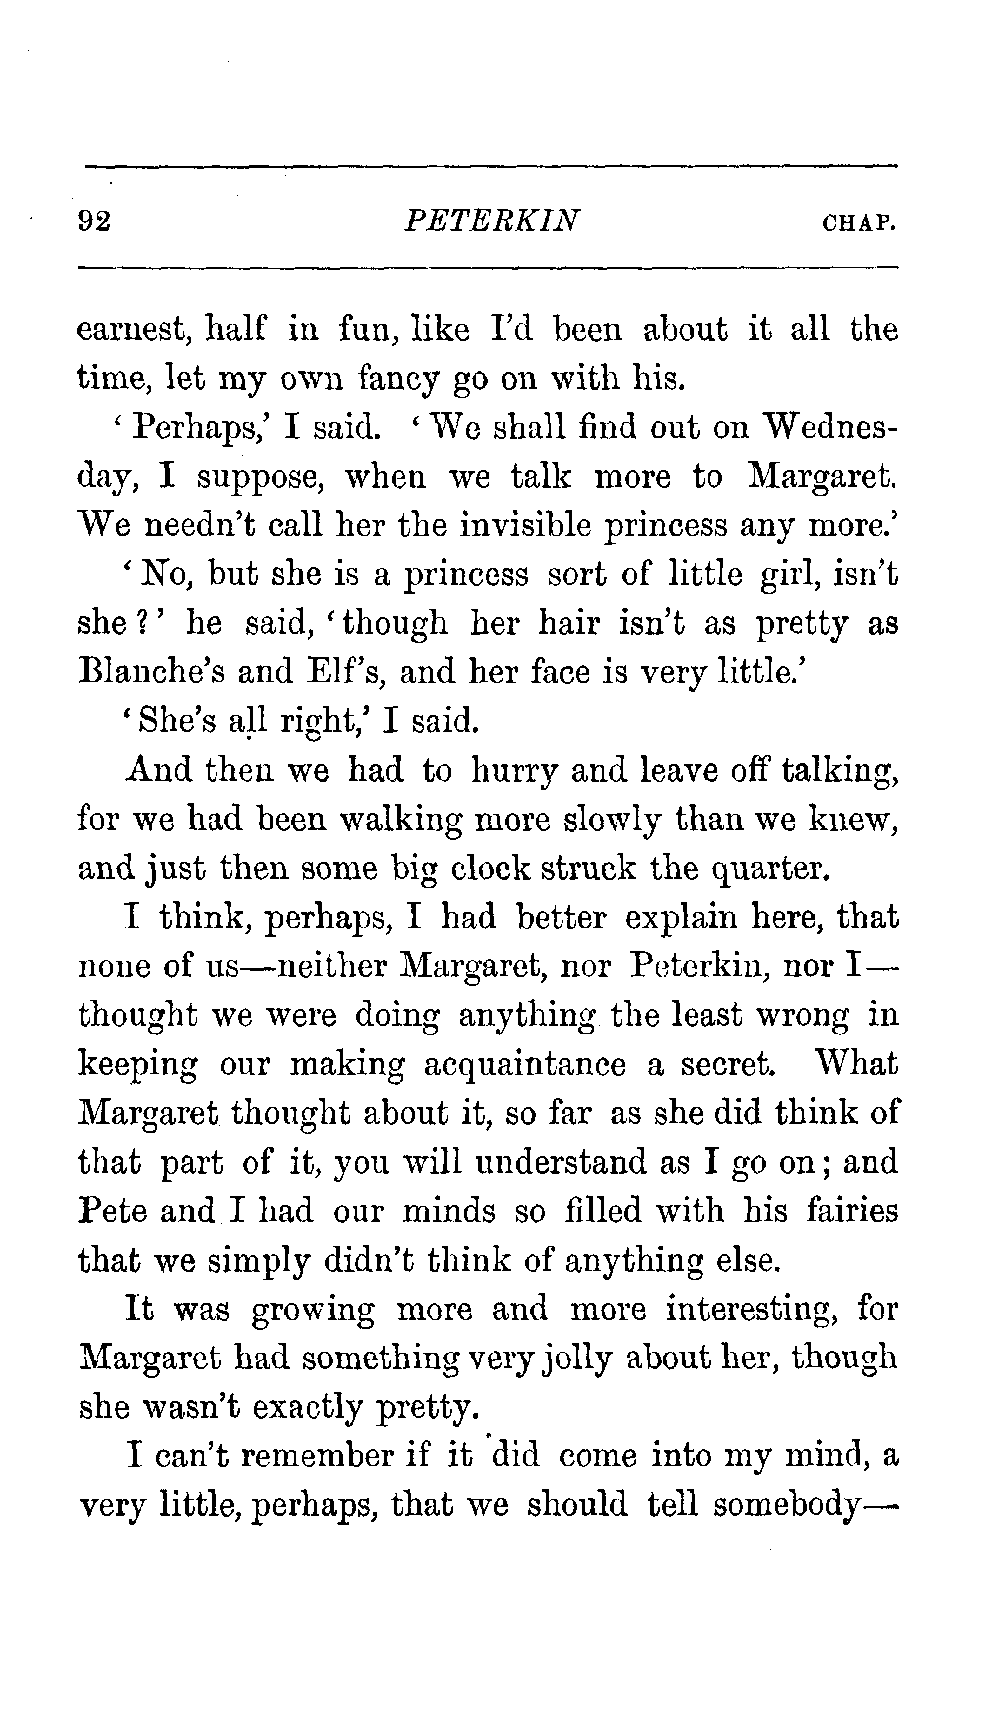 92 PETERKIN CHAP.
earnest, half in fun, like I'd been about it all the
time, let my own fancy go on with his.
‘Perhaps,’ I said. ‘We shall find out on Wednes-
day, I suppose, when we talk more to Margaret.
We needn't call her the invisible princess any more.’
‘No, but she is a princess sort of little girl, isn't
she?’ he said, ‘though her hair isn't as pretty as
Blanche's and Elf's, and her face is very little.’
‘She's all right,’ I said.
And then we had to hurry and leave off talking,
for we had been walking more slowly than we knew,
and just then some big clock struck the quarter.
I think, perhaps, I had better explain here, that
none of us—neither Margaret, nor Peterkin, nor I—
thought we were doing anything the least wrong in
keeping our making acquaintance a secret. What
Margaret thought about it, so far as she did think of
that part of it, you will understand as I go on; and
Pete and I had our minds so filled with his fairies
that we simply didn't think of anything else.
It was growing more and more interesting, for
Margaret had something very jolly about her, though
she wasn't exactly pretty.
I can't remember if it did come into my mind, a
very little, perhaps, that we should tell somebody—